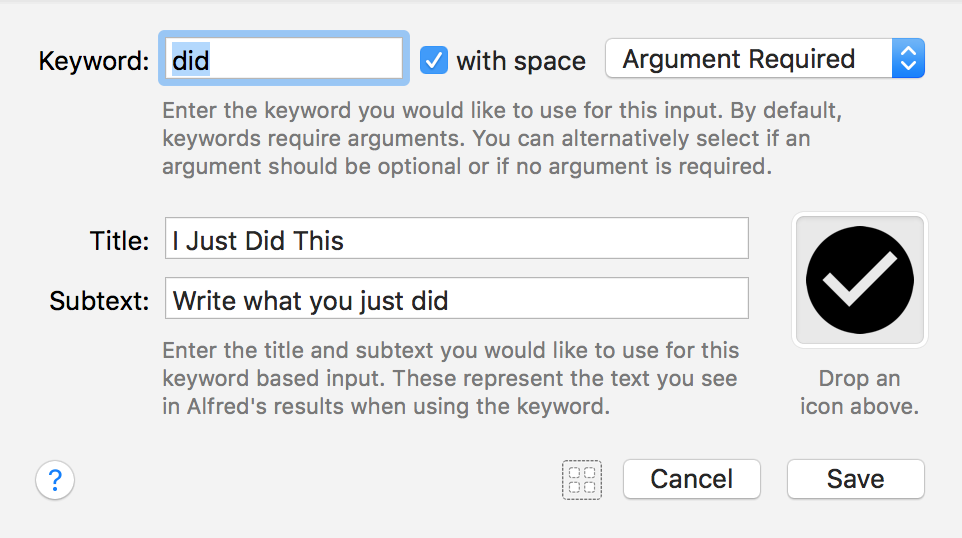 Keyword: did with space Argument Required
Enter the keyword you would like to use for this input. By default,
keywords require arguments. You can alternatively select if an
argument should be optional or if no argument is required.
Title: I Just Did This
Subtext: Write what you just did
Enter the title and subtext you would like to use for this
keyword based input. These represent the text you see
in Alfred's results when using the keyword.
Drop an
icon above.
? Cancel Save